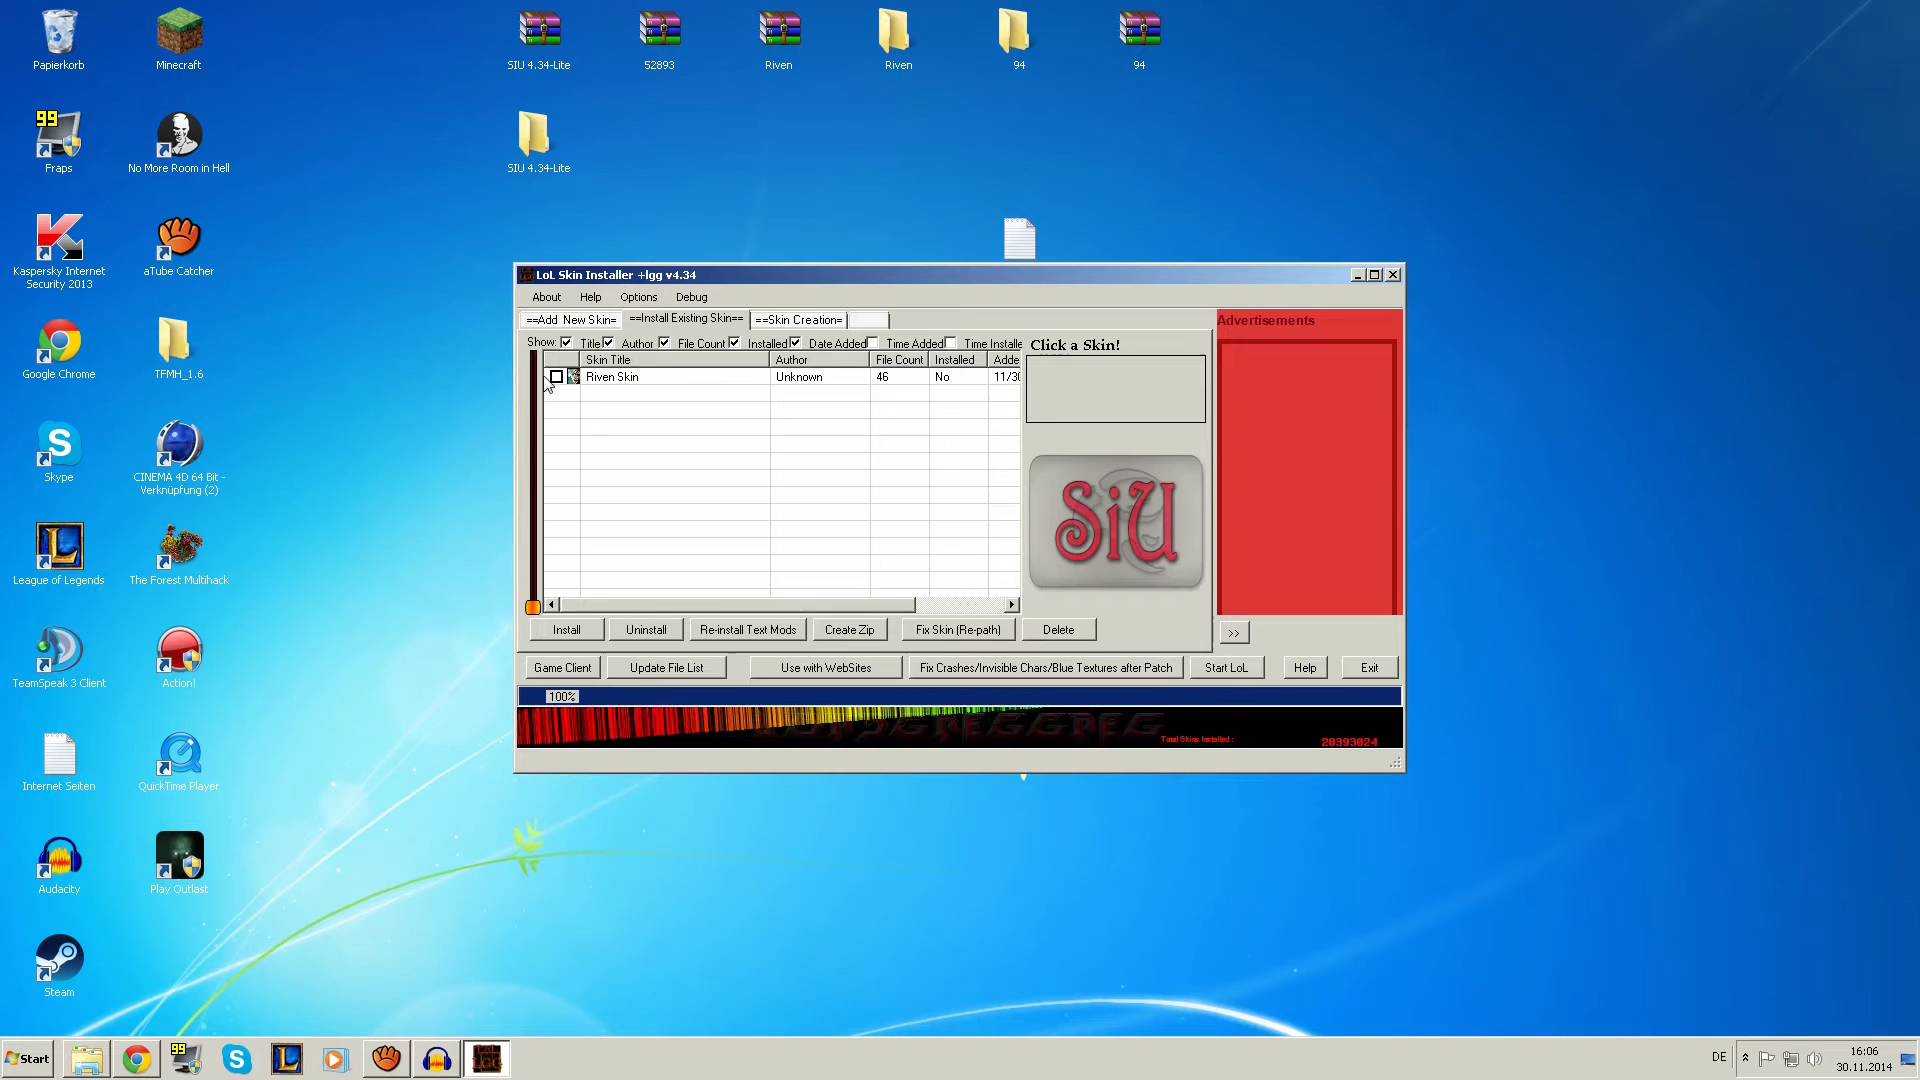 Papierkorb
Minecraft
SIU 4.34-Lite
52893
Riven
Riven
94
94
99
Fraps
No More Room in Hell
SIU 4.34-Lite
Kaspersky Internet
Security 2013
aTube Catcher
Google Chrome
TFMH_1.6
Skype
CINEMA 4D 64 Bit -
Verknüpfung (2)
League of Legends
The Forest Multihack
TeamSpeak 3 Client
Action!
Internet Seiten
QuickTime Player
Audacity
Play Outlast
Steam
LoL Skin Installer +lgg v4.34
About Help Options Debug
==Add New Skin= ==Install Existing Skin== ==Skin Creation=
Show: Title Author File Count Installed Date Added Time Added Time Installe
Skin Title Author File Count Installed Adde
Riven Skin Unknown 46 No 11/30
Click a Skin!
SiU
Advertisements
Install Uninstall Re-install Text Mods Create Zip Fix Skin (Re-path) Delete
>>
Game Client Update File List Use with WebSites Fix Crashes/Invisible Chars/Blue Textures after Patch Start LoL Help Exit
100%
LOLSGREGGREG
Total Skins Installed : 20393024
Start
99
DE
16:06
30.11.2014